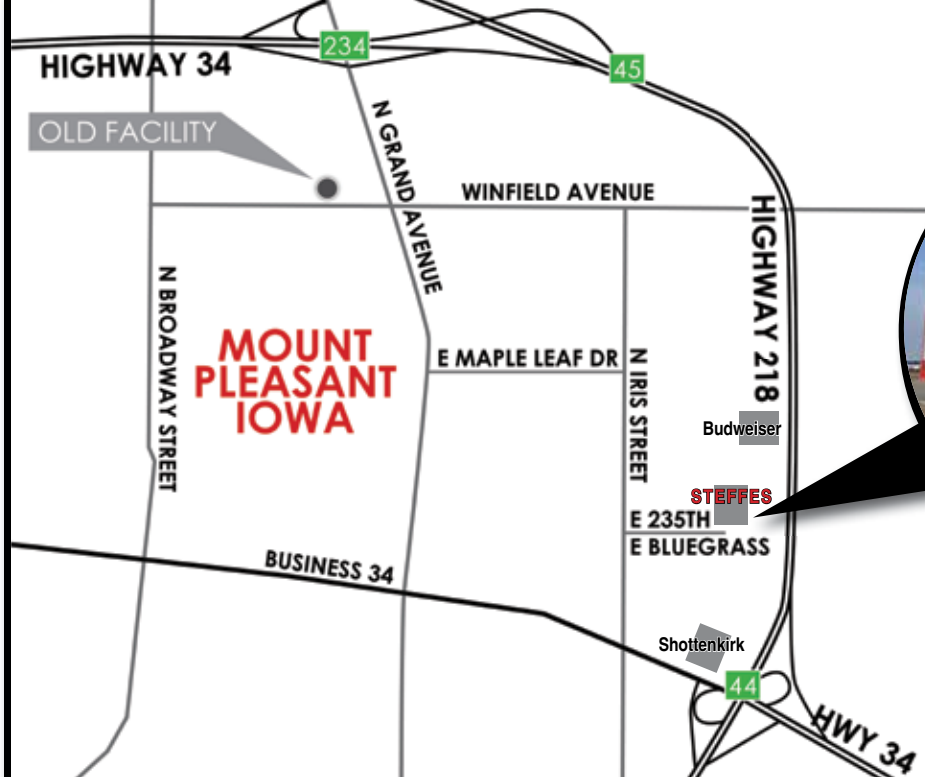 234
45
HIGHWAY 34
OLD FACILITY
N GRAND AVENUE
WINFIELD AVENUE
HIGHWAY 218
N BROADWAY STREET
MOUNT
PLEASANT
IOWA
E MAPLE LEAF DR
N IRIS STREET
Budweiser
STEFFES
E 235TH
E BLUEGRASS
BUSINESS 34
Shottenkirk
44
HWY 34